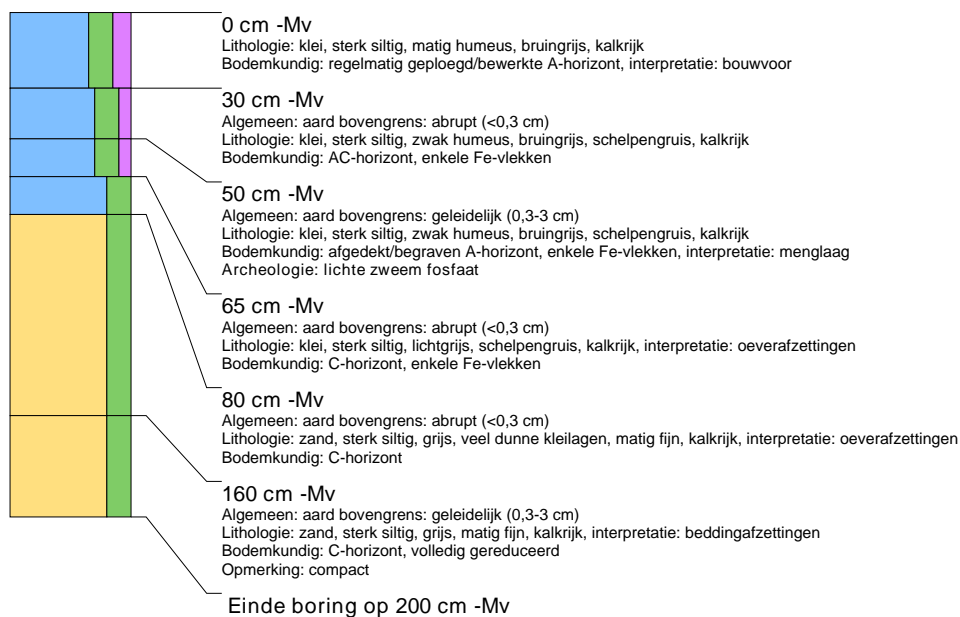 0 cm -Mv
Lithologie: klei, sterk siltig, matig humeus, bruingrijs, kalkrijk
Bodemkundig: regelmatig geploegd/bewerkte A-horizont, interpretatie: bouwvoor
30 cm -Mv
Algemeen: aard bovengrens: abrupt (<0,3 cm)
Lithologie: klei, sterk siltig, zwak humeus, bruingrijs, schelpengruis, kalkrijk
Bodemkundig: AC-horizont, enkele Fe-vlekken
50 cm -Mv
Algemeen: aard bovengrens: geleidelijk (0,3-3 cm)
Lithologie: klei, sterk siltig, zwak humeus, bruingrijs, schelpengruis, kalkrijk
Bodemkundig: afgedekt/begraven A-horizont, enkele Fe-vlekken, interpretatie: menglaag
Archeologie: lichte zweem fosfaat
65 cm -Mv
Algemeen: aard bovengrens: abrupt (<0,3 cm)
Lithologie: klei, sterk siltig, lichtgrijs, schelpengruis, kalkrijk, interpretatie: oeverafzettingen
Bodemkundig: C-horizont, enkele Fe-vlekken
80 cm -Mv
Algemeen: aard bovengrens: abrupt (<0,3 cm)
Lithologie: zand, sterk siltig, grijs, veel dunne kleilagen, matig fijn, kalkrijk, interpretatie: oeverafzettingen
Bodemkundig: C-horizont
160 cm -Mv
Algemeen: aard bovengrens: geleidelijk (0,3-3 cm)
Lithologie: zand, sterk siltig, grijs, matig fijn, kalkrijk, interpretatie: beddingafzettingen
Bodemkundig: C-horizont, volledig gereduceerd
Opmerking: compact
Einde boring op 200 cm -Mv